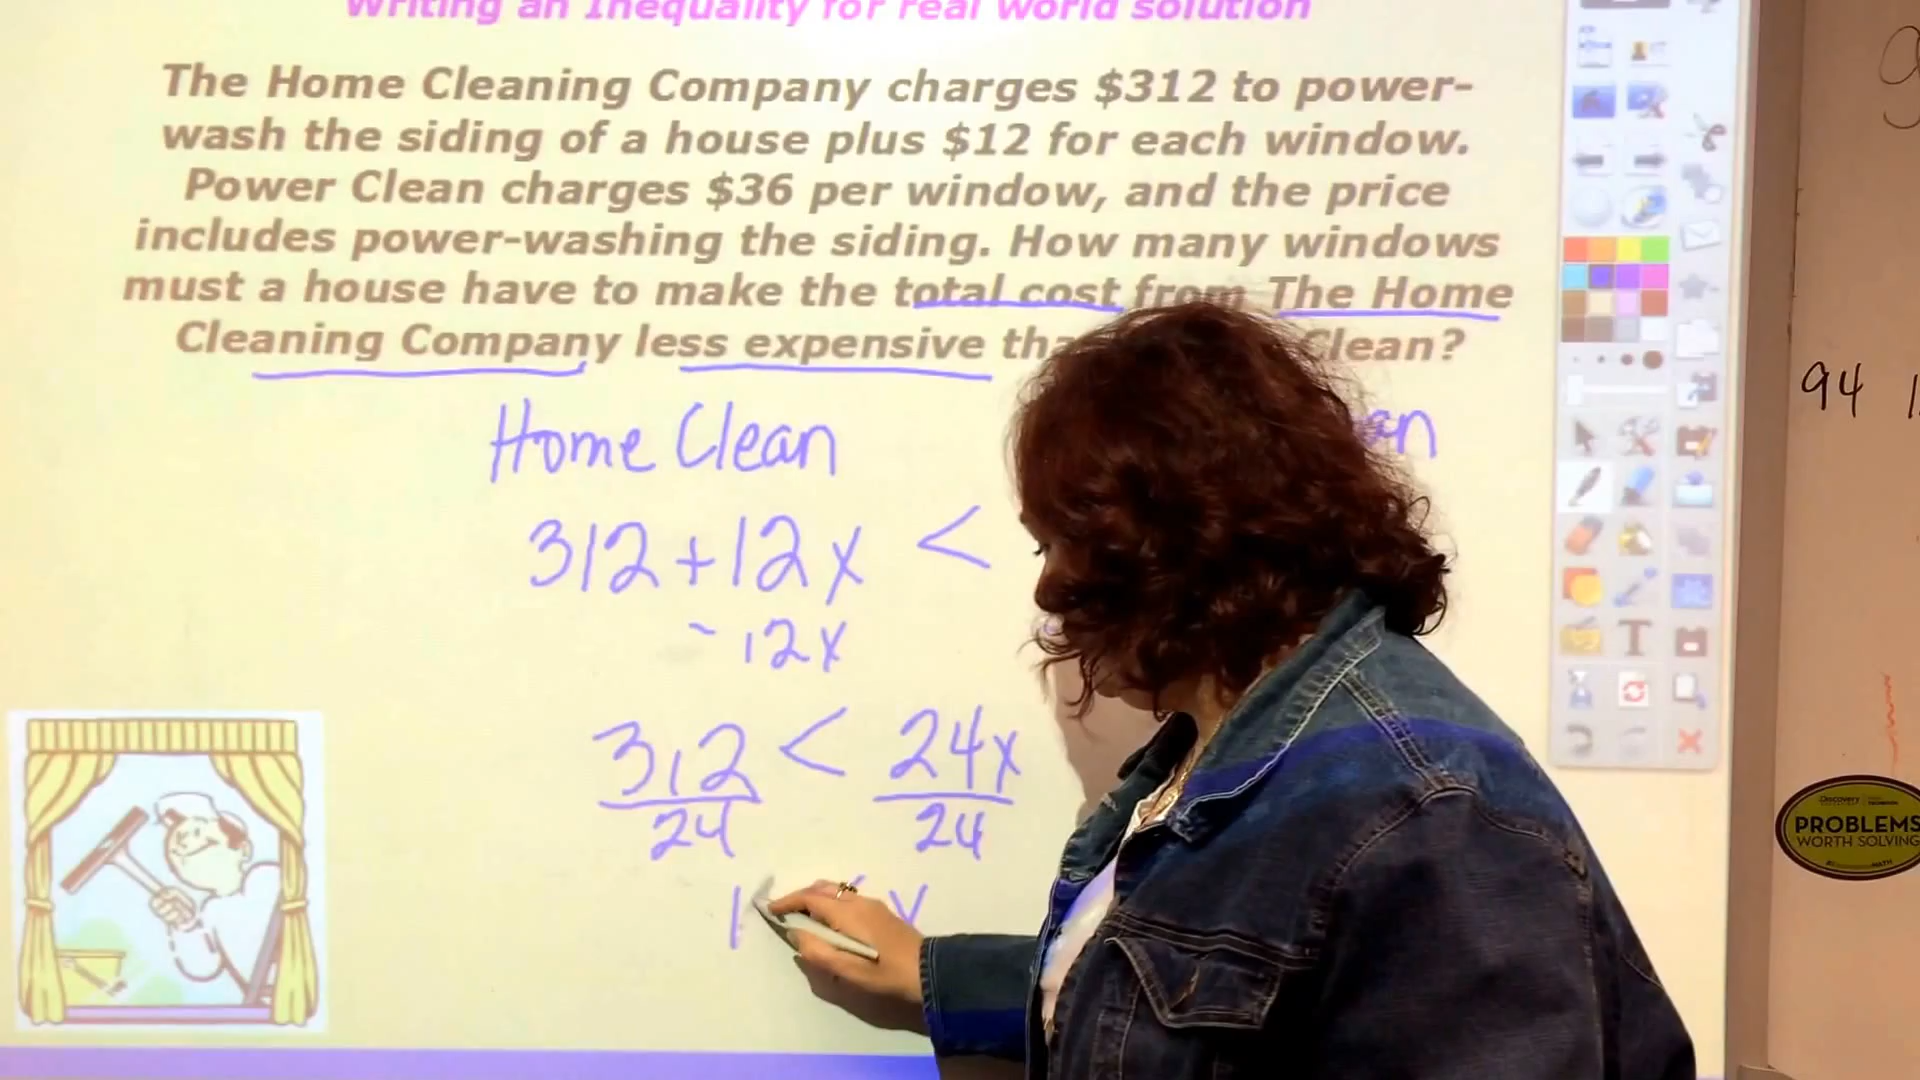 Writing an Inequality for real world solution
The Home Cleaning Company charges $312 to power-
wash the siding of a house plus $12 for each window.
Power Clean charges $36 per window, and the price
includes power-washing the siding. How many windows
must a house have to make the total cost from The Home
Cleaning Company less expensive Clean?
Home Clean
312 + 12x <
- 12x
312 < 24x
24 24
1 < x
94
T
PROBLEMS
WORTH SOLVING